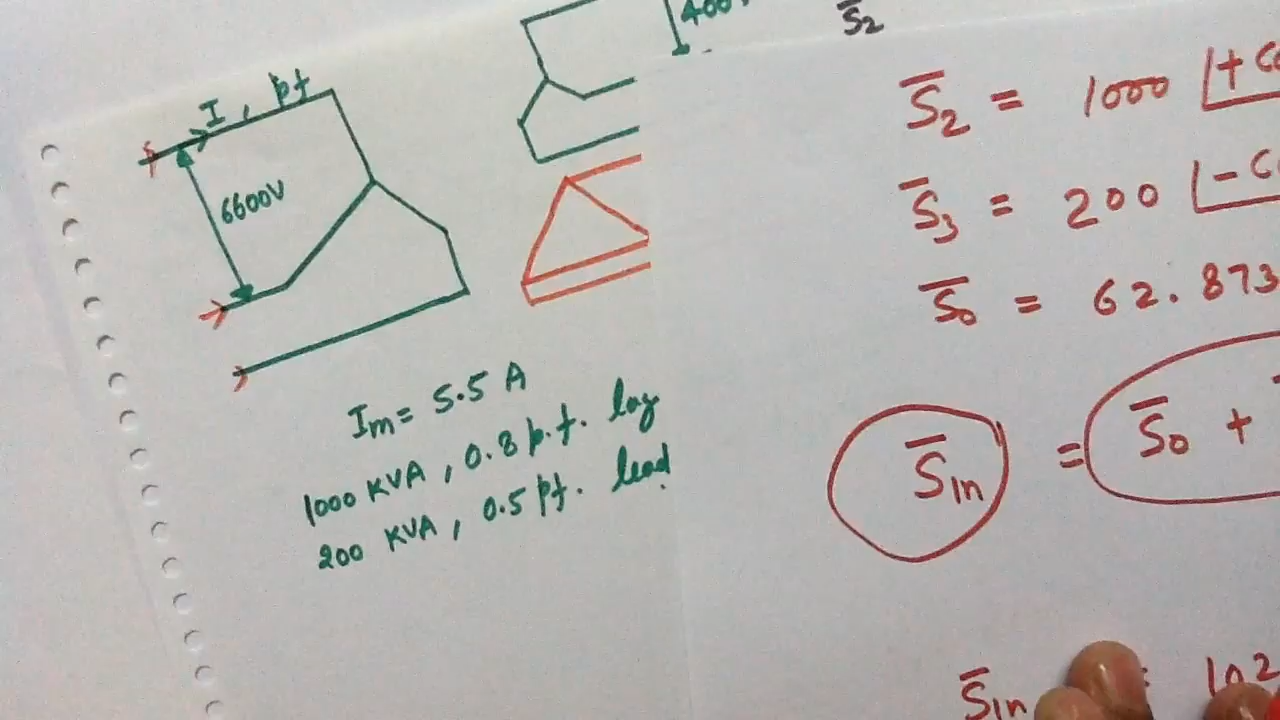 I, pf
6600V
400
Im = 5.5 A
1000 KVA, 0.8 p.f. lag
200 KVA, 0.5 pf. lead.
S̅2
S̅2 = 1000 ∠+ Co
S̅3 = 200 ∠- C
S̅0 = 62.873
S̅in = S̅0 +
S̅in